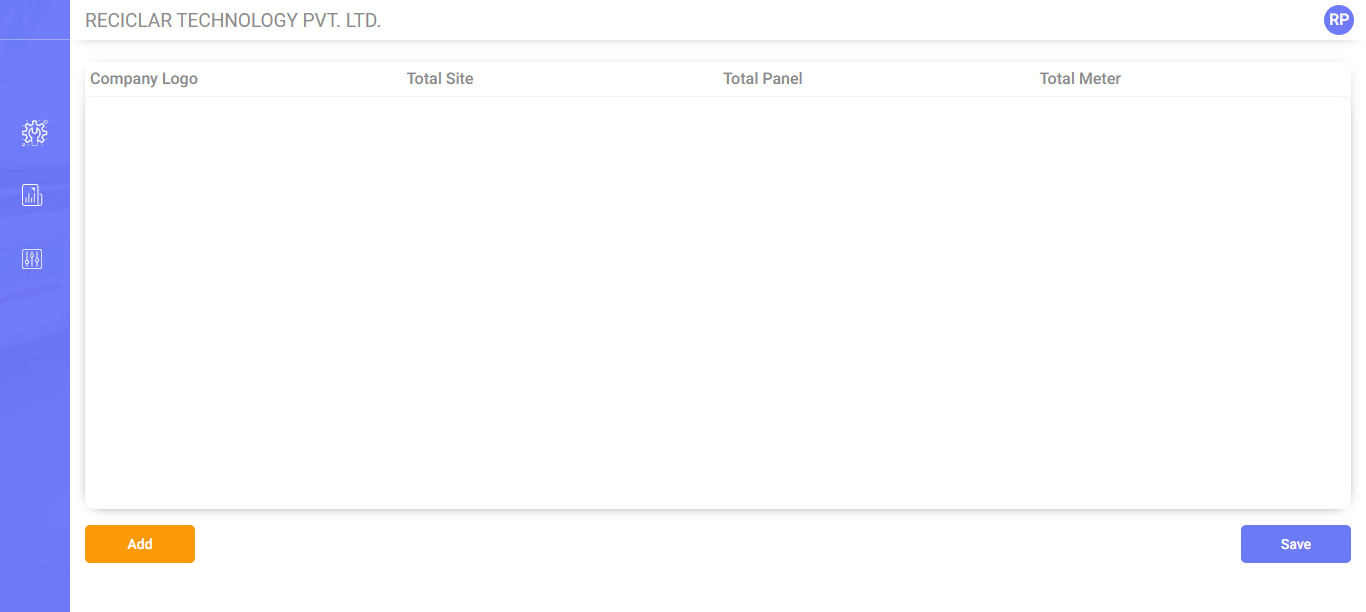 RECICLAR TECHNOLOGY PVT. LTD.
RP
Company Logo Total Site Total Panel Total Meter
Add Save